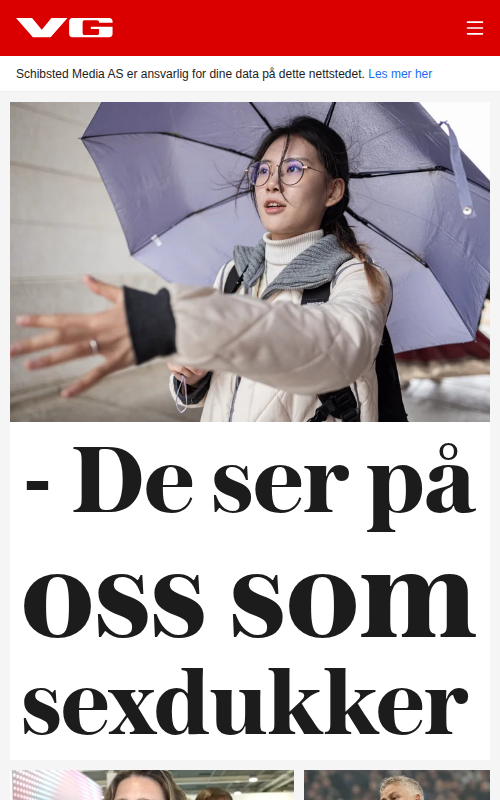 VG
Schibsted Media AS er ansvarlig for dine data på dette nettstedet. Les mer her
- De ser på
oss som
sexdukker